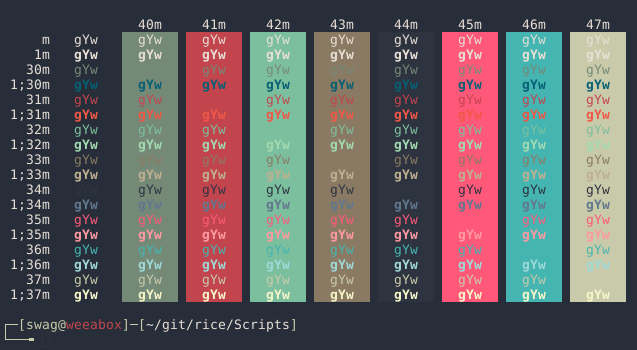 40m 41m 42m 43m 44m 45m 46m 47m
m gYw gYw gYw gYw gYw gYw gYw gYw gYw
1m gYw gYw gYw gYw gYw gYw gYw gYw gYw
30m gYw gYw gYw gYw gYw gYw gYw gYw
1;30m gYw gYw gYw gYw gYw gYw gYw gYw gYw
31m gYw gYw gYw gYw gYw gYw gYw gYw
1;31m gYw gYw gYw gYw gYw gYw gYw gYw gYw
32m gYw gYw gYw gYw gYw gYw gYw gYw
1;32m gYw gYw gYw gYw gYw gYw gYw gYw gYw
33m gYw gYw gYw gYw gYw gYw gYw gYw
1;33m gYw gYw gYw gYw gYw gYw gYw gYw gYw
34m gYw gYw gYw gYw gYw gYw gYw
1;34m gYw gYw gYw gYw gYw gYw gYw gYw gYw
35m gYw gYw gYw gYw gYw gYw gYw gYw
1;35m gYw gYw gYw gYw gYw gYw gYw gYw gYw
36m gYw gYw gYw gYw gYw gYw gYw gYw
1;36m gYw gYw gYw gYw gYw gYw gYw gYw gYw
37m gYw gYw gYw gYw gYw gYw gYw gYw
1;37m gYw gYw gYw gYw gYw gYw gYw gYw gYw
[swag@weeabox]─[~/git/rice/Scripts]